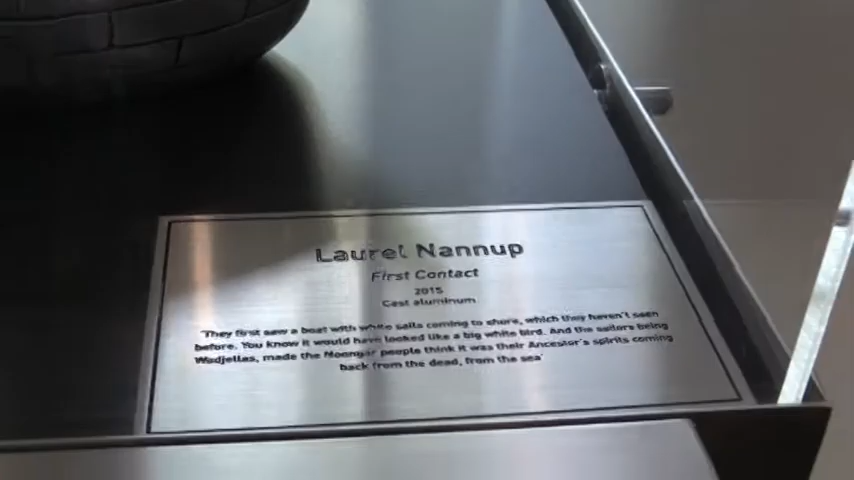 Laurel Nannup
First Contact
2015
Cast aluminum
'They first saw a boat with white sails coming to shore, which they haven't seen
before. You know it would have looked like a big white bird. And the sailors being
Wadjellas, made the Noongar people think it was their Ancestor's spirits coming
back from the dead, from the sea'